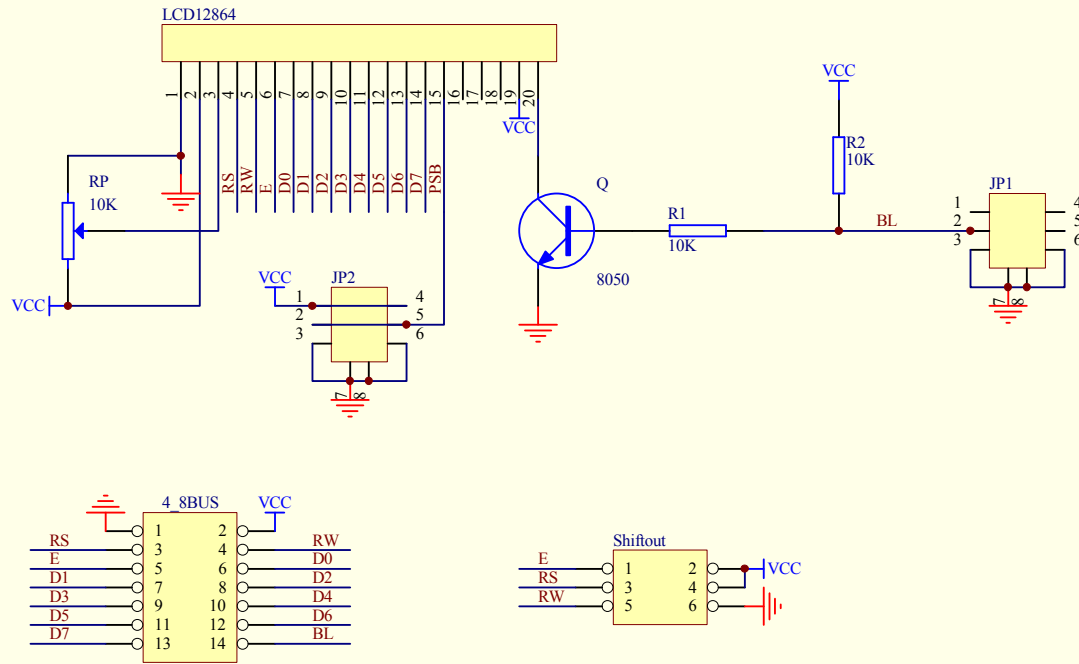 LCD12864
1 2 3 4 5 6 7 8 9 10 11 12 13 14 15 16 17 18 19 20
VCC
RS RW E D0 D1 D2 D3 D4 D5 D6 D7 PSB
RP
10K
VCC
VCC
JP2
1 4
2 5
3 6
7 8
Q
8050
R1
10K
VCC
R2
10K
BL
JP1
1 4
2 5
3 6
7 8
4_8BUS
VCC
1 2
RS 3 4 RW
E 5 6 D0
D1 7 8 D2
D3 9 10 D4
D5 11 12 D6
D7 13 14 BL
Shiftout
E 1 2 VCC
RS 3 4
RW 5 6